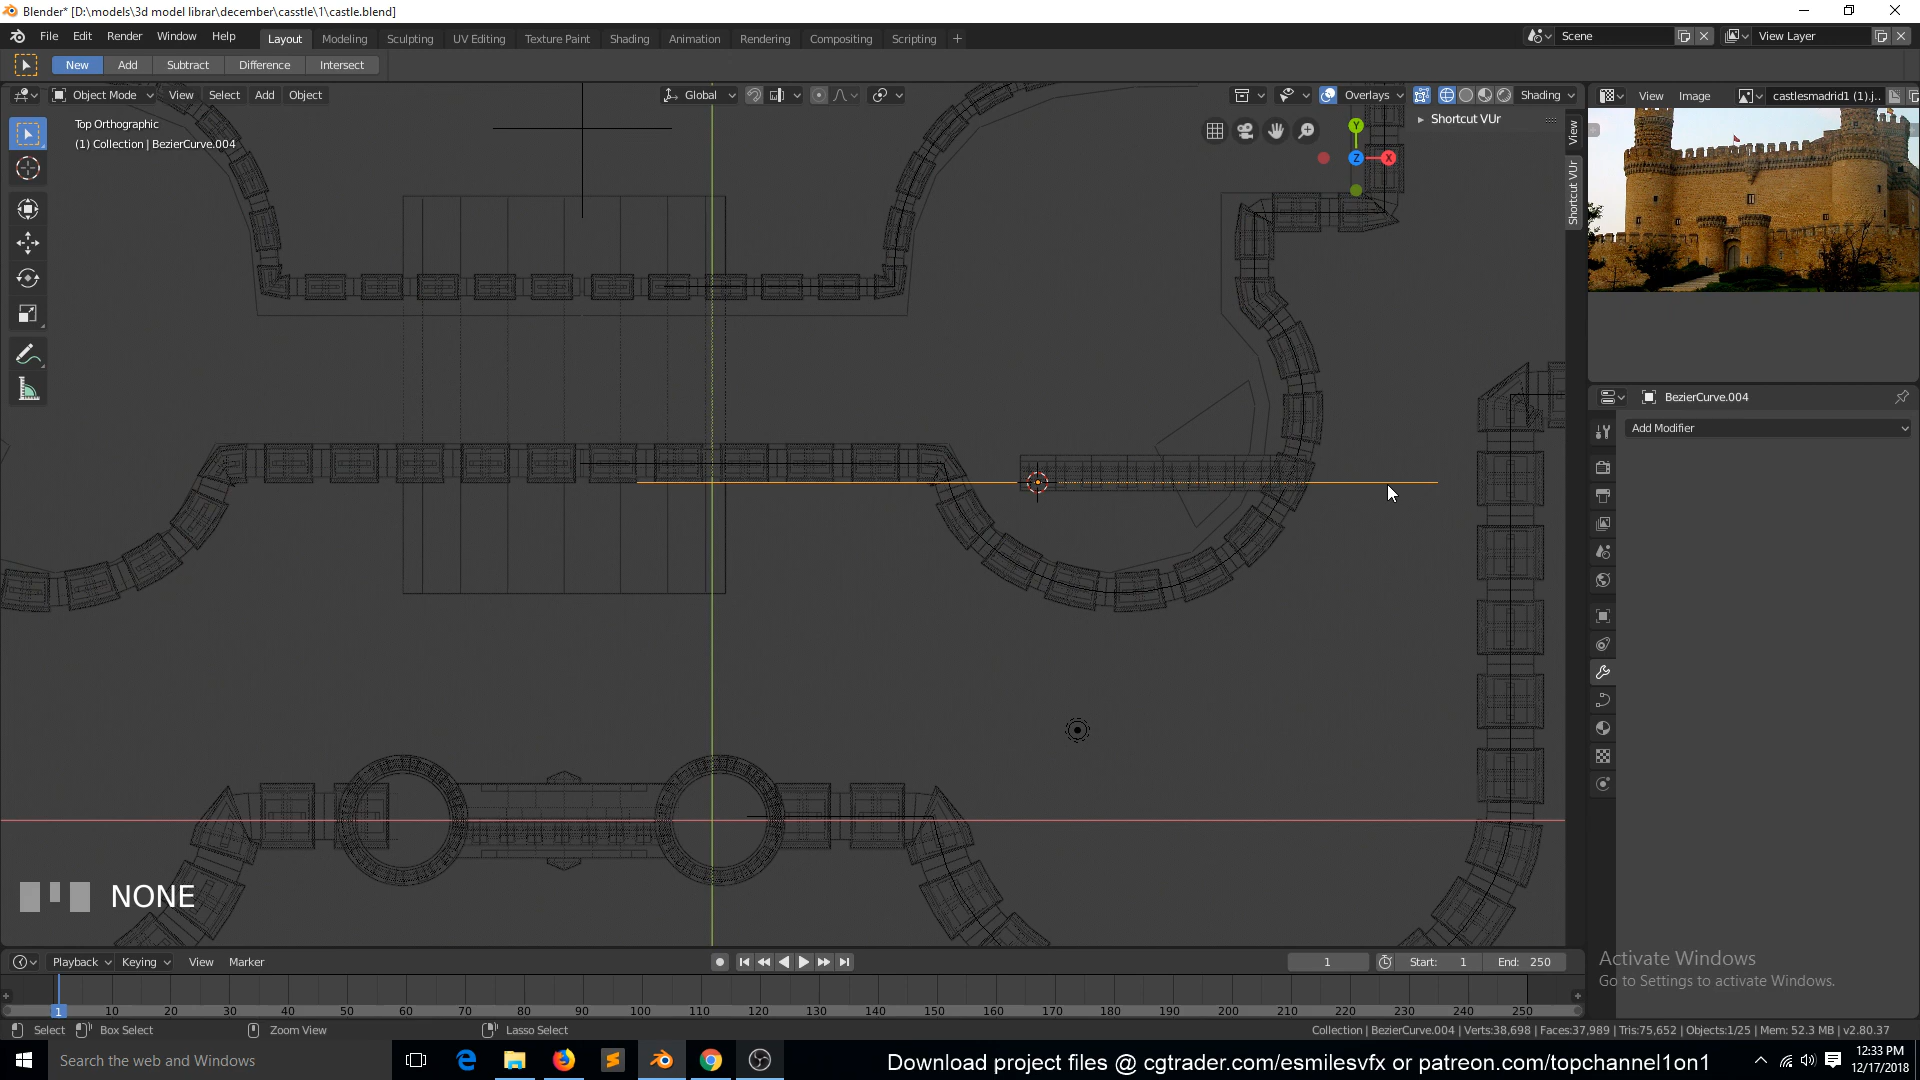 Blender* [D:\models\3d model librar\december\casstle\1\castle.blend]
File Edit Render Window Help Layout Modeling Sculpting UV Editing Texture Paint Shading Animation Rendering Compositing Scripting + Scene View Layer
New Add Subtract Difference Intersect
Object Mode View Select Add Object Global Overlays Shading View Image castlesmadrid1 (1).j..
Top Orthographic
(1) Collection | BezierCurve.004
Shortcut VUr
View
Shortcut VUr
Y
Z X
BezierCurve.004
Add Modifier
NONE
Activate Windows
Go to Settings to activate Windows.
Playback Keying View Marker 1 Start: 1 End: 250
1 10 20 30 40 50 60 70 80 90 100 110 120 130 140 150 160 170 180 190 200 210 220 230 240 250
Select Box Select Zoom View Lasso Select Collection | BezierCurve.004 | Verts:38,698 | Faces:37,989 | Tris:75,652 | Objects:1/25 | Mem: 52.3 MB | v2.80.37
Search the web and Windows
Download project files @ cgtrader.com/esmilesvfx or patreon.com/topchannel1on1
12:33 PM
12/17/2018